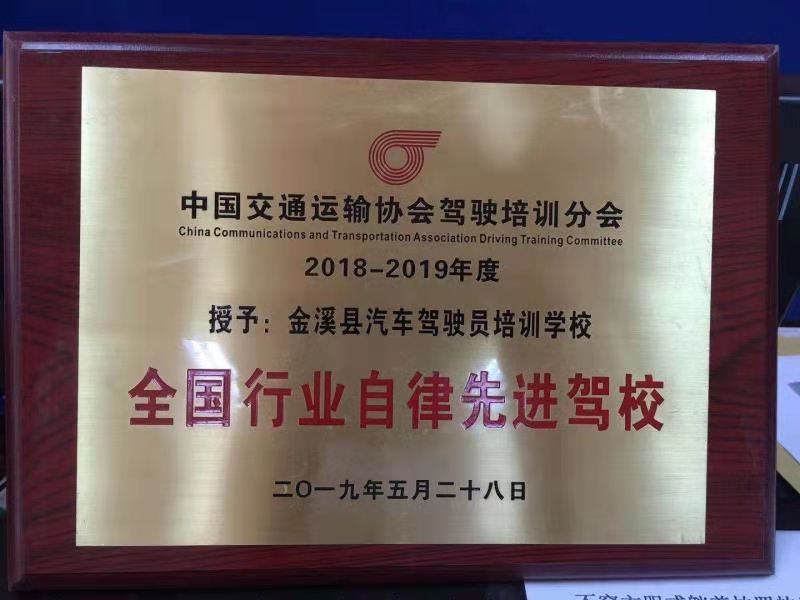 中国交通运输协会驾驶培训分会
China Communications and Transportation Association Driving Training Committee
2018-2019年度
授予：金溪县汽车驾驶员培训学校
全国行业自律先进驾校
二〇一九年五月二十八日